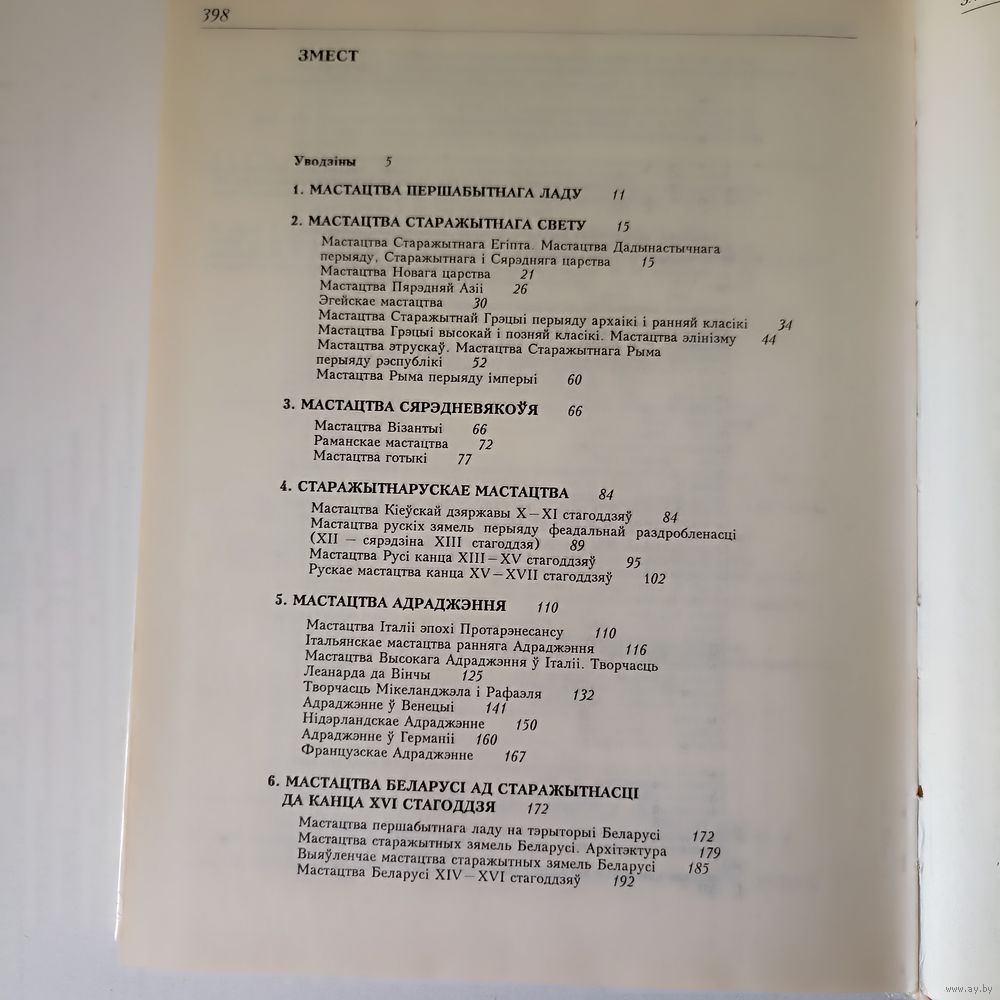 398
ЗМЕСТ
Уводзіны 5
1. МАСТАЦТВА ПЕРШАБЫТНАГА ЛАДУ 11
2. МАСТАЦТВА СТАРАЖЫТНАГА СВЕТУ 15
Мастацтва Старажытнага Егіпта. Мастацтва Дадынастычнага
перыяду, Старажытнага і Сярэдняга царства 15
Мастацтва Новага царства 21
Мастацтва Пярэдняй Азіі 26
Эгейскае мастацтва 30
Мастацтва Старажытнай Грэцыі перыяду архаікі і ранняй класікі 34
Мастацтва Грэцыі высокай і позняй класікі. Мастацтва элінізму 44
Мастацтва этрускаў. Мастацтва Старажытнага Рыма
перыяду рэспублікі 52
Мастацтва Рыма перыяду імперыі 60
3. МАСТАЦТВА СЯРЭДНЕВЯКОЎЯ 66
Мастацтва Візантыі 66
Раманскае мастацтва 72
Мастацтва готыкі 77
4. СТАРАЖЫТНАРУСКАЕ МАСТАЦТВА 84
Мастацтва Кіеўскай дзяржавы X—XI стагоддзяў 84
Мастацтва рускіх зямель перыяду феадальнай раздробленасці
(XII — сярэдзіна XIII стагоддзя) 89
Мастацтва Русі канца XIII—XV стагоддзяў 95
Рускае мастацтва канца XV—XVII стагоддзяў 102
5. МАСТАЦТВА АДРАДЖЭННЯ 110
Мастацтва Італіі эпохі Протарэнесансу 110
Італьянскае мастацтва ранняга Адраджэння 116
Мастацтва Высокага Адраджэння ў Італіі. Творчасць
Леанарда да Вінчы 125
Творчасць Мікеланджэла і Рафаэля 132
Адраджэнне ў Венецыі 141
Нідэрландскае Адраджэнне 150
Адраджэнне ў Германіі 160
Французскае Адраджэнне 167
6. МАСТАЦТВА БЕЛАРУСІ АД СТАРАЖЫТНАСЦІ
ДА КАНЦА XVI СТАГОДДЗЯ 172
Мастацтва першабытнага ладу на тэрыторыі Беларусі 172
Мастацтва старажытных зямель Беларусі. Архітэктура 179
Выяўленчае мастацтва старажытных зямель Беларусі 185
Мастацтва Беларусі XIV—XVI стагоддзяў 192
www.ay.by